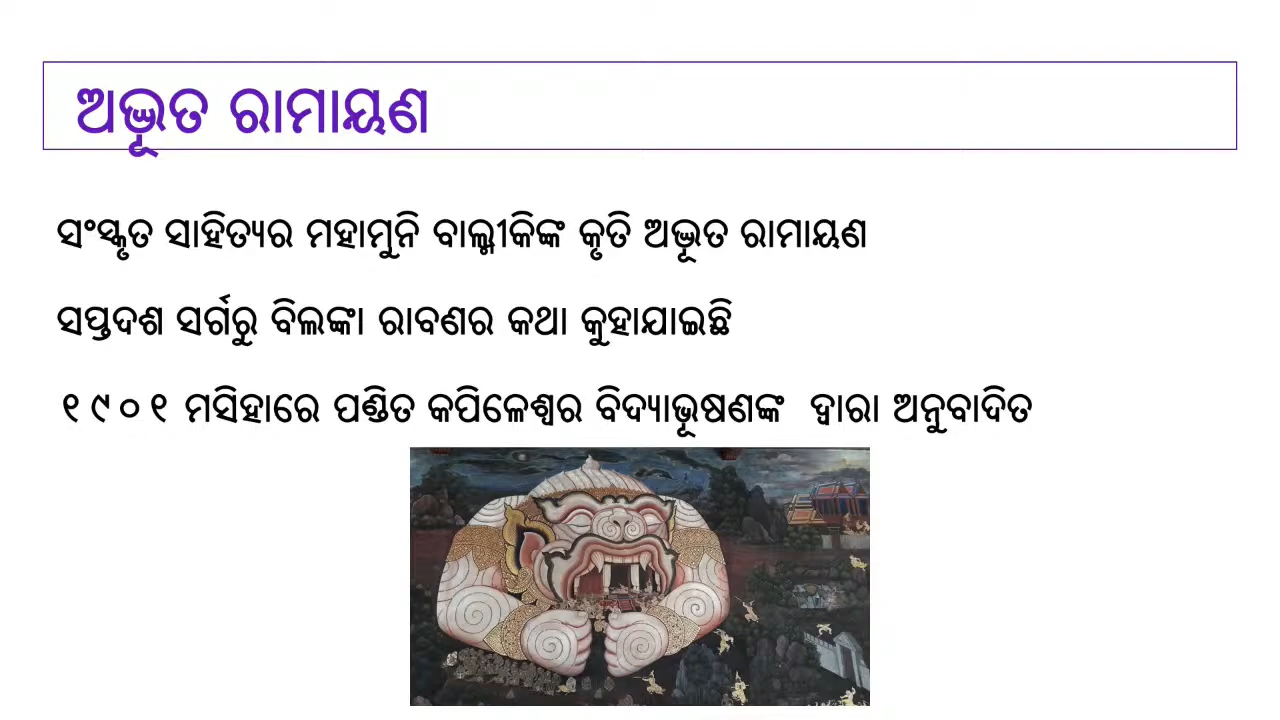 ଅଦ୍ଭୂତ ରାମାୟଣ
ସଂସ୍କୃତ ସାହିତ୍ୟର ମହାମୁନି ବାଲ୍ମୀକିଙ୍କ କୃତି ଅଦ୍ଭୂତ ରାମାୟଣ
ସପ୍ତଦଶ ସର୍ଗରୁ ବିଲଙ୍କା ରାବଣର କଥା କୁହାଯାଇଛି
୧୯୦୧ ମସିହାରେ ପଣ୍ଡିତ କପିଳେଶ୍ୱର ବିଦ୍ୟାଭୂଷଣଙ୍କ ଦ୍ୱାରା ଅନୁବାଦିତ